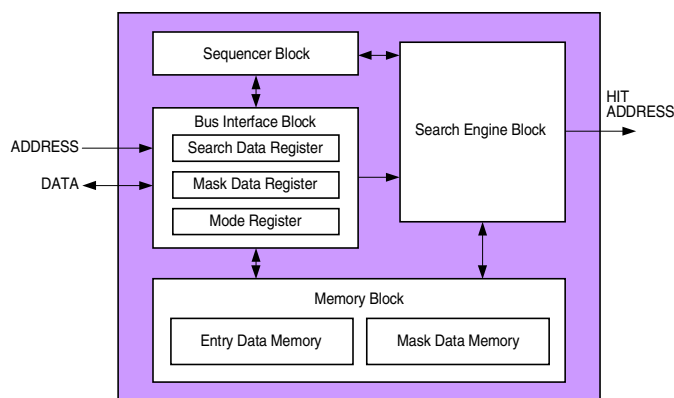 Sequencer Block
Bus Interface Block
Search Data Register
Mask Data Register
Mode Register
Search Engine Block
HIT
ADDRESS
ADDRESS
DATA
Memory Block
Entry Data Memory
Mask Data Memory